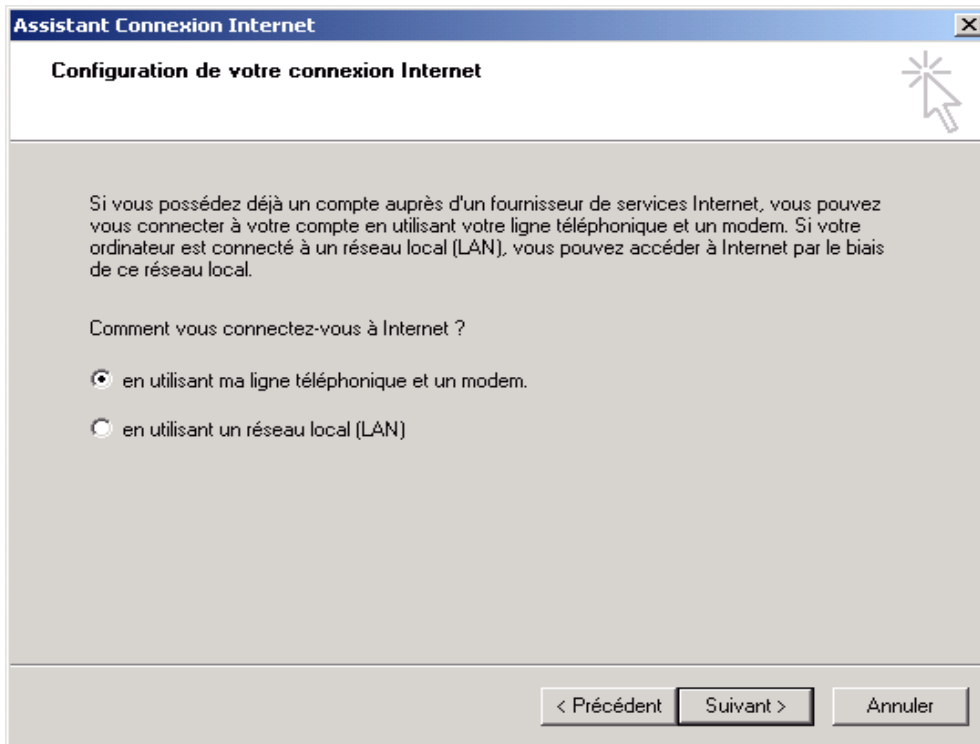 Assistant Connexion Internet
Configuration de votre connexion Internet
Si vous possédez déjà un compte auprès d'un fournisseur de services Internet, vous pouvez
vous connecter à votre compte en utilisant votre ligne téléphonique et un modem. Si votre
ordinateur est connecté à un réseau local (LAN), vous pouvez accéder à Internet par le biais
de ce réseau local.
Comment vous connectez-vous à Internet ?
en utilisant ma ligne téléphonique et un modem.
en utilisant un réseau local (LAN)
< Précédent Suivant > Annuler